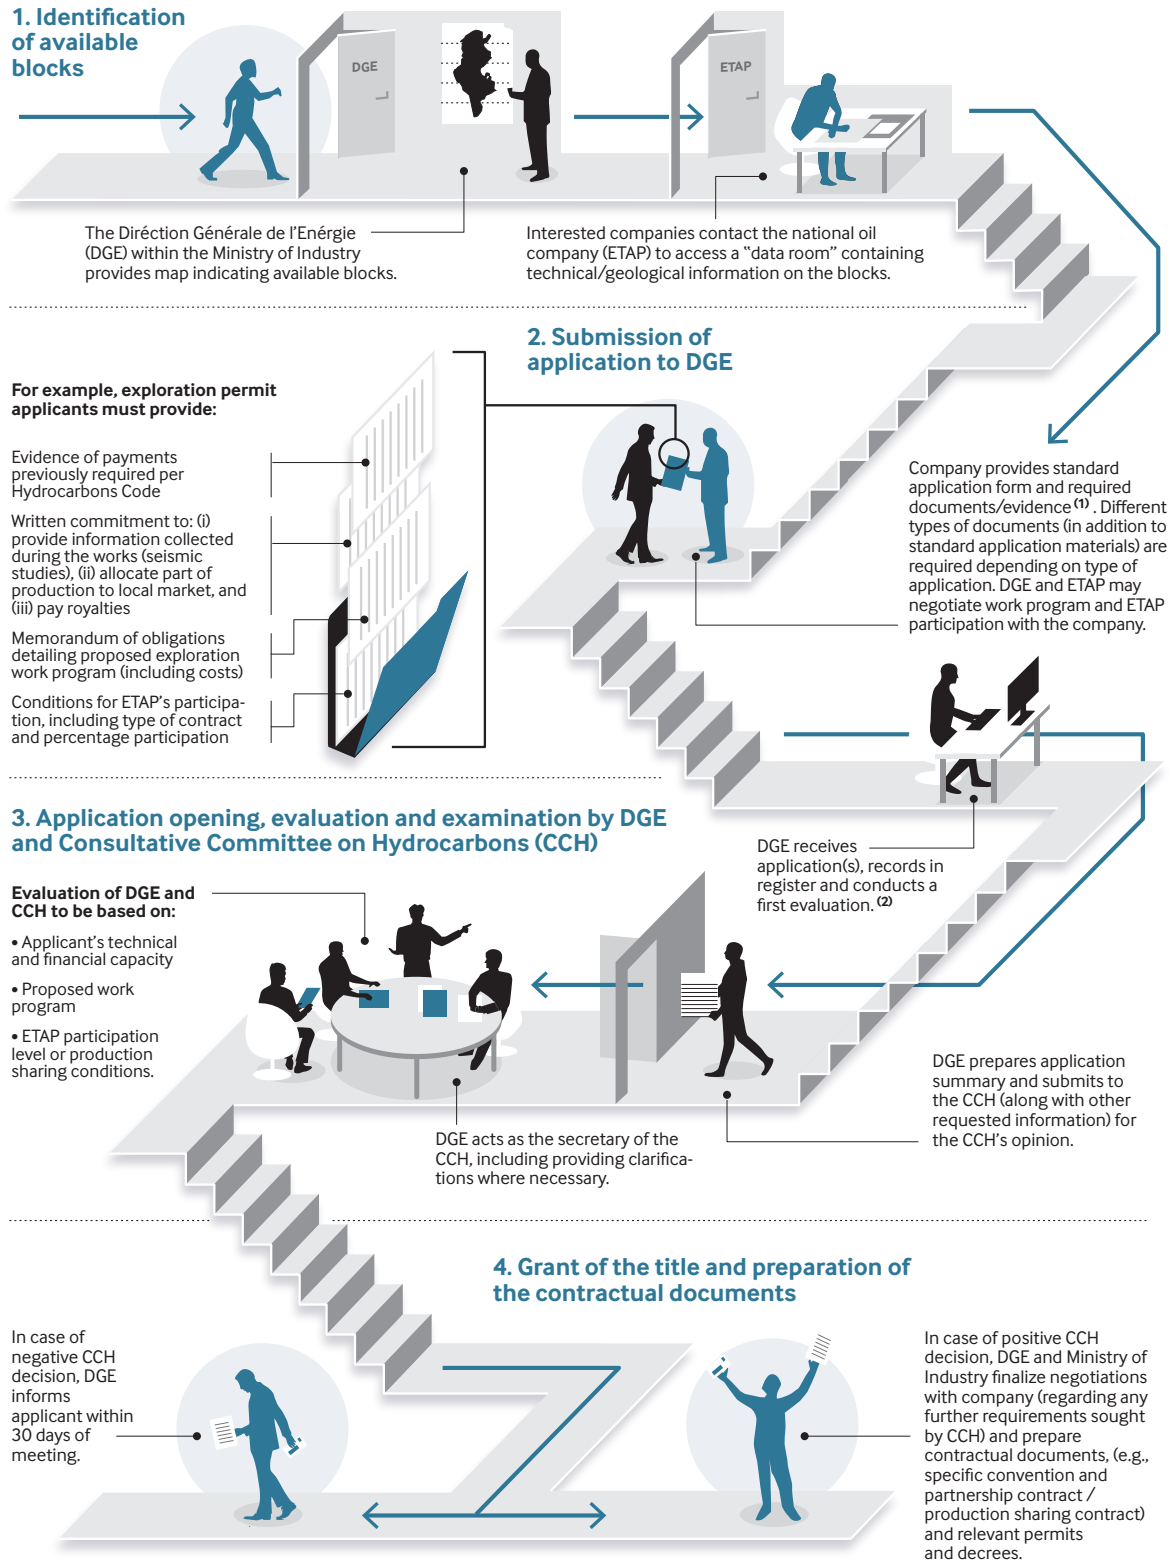 1. Identification
of available
blocks
DGE
ETAP
The Diréction Générale de l'Enérgie
(DGE) within the Ministry of Industry
provides map indicating available blocks.
Interested companies contact the national oil
company (ETAP) to access a "data room" containing
technical/geological information on the blocks.
2. Submission of
application to DGE
For example, exploration permit
applicants must provide:
Evidence of payments
previously required per
Hydrocarbons Code
Written commitment to: (i)
provide information collected
during the works (seismic
studies), (ii) allocate part of
production to local market, and
(iii) pay royalties
Memorandum of obligations
detailing proposed exploration
work program (including costs)
Conditions for ETAP's participa-
tion, including type of contract
and percentage participation
Company provides standard
application form and required
documents/evidence (1) . Different
types of documents (in addition to
standard application materials) are
required depending on type of
application. DGE and ETAP may
negotiate work program and ETAP
participation with the company.
3. Application opening, evaluation and examination by DGE
and Consultative Committee on Hydrocarbons (CCH)
DGE receives
application(s), records in
register and conducts a
first evaluation. (2)
Evaluation of DGE and
CCH to be based on:
• Applicant's technical
and financial capacity
• Proposed work
program
• ETAP participation
level or production
sharing conditions.
DGE prepares application
summary and submits to
the CCH (along with other
requested information) for
the CCH's opinion.
DGE acts as the secretary of the
CCH, including providing clarifica-
tions where necessary.
4. Grant of the title and preparation of
the contractual documents
In case of
negative CCH
decision, DGE
informs
applicant within
30 days of
meeting.
In case of positive CCH
decision, DGE and Ministry of
Industry finalize negotiations
with company (regarding any
further requirements sought
by CCH) and prepare
contractual documents, (e.g.,
specific convention and
partnership contract /
production sharing contract)
and relevant permits
and decrees.